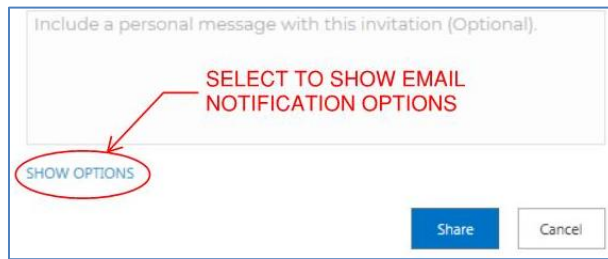 Include a personal message with this invitation (Optional).
SELECT TO SHOW EMAIL
NOTIFICATION OPTIONS
SHOW OPTIONS
Share
Cancel